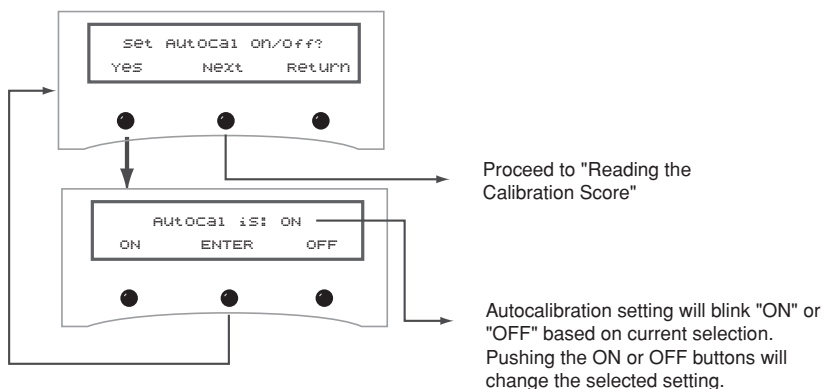 Set Autocal On/Off?
Yes Next Return
Proceed to "Reading the
Calibration Score"
Autocal is: ON
ON ENTER OFF
Autocalibration setting will blink "ON" or
"OFF" based on current selection.
Pushing the ON or OFF buttons will
change the selected setting.